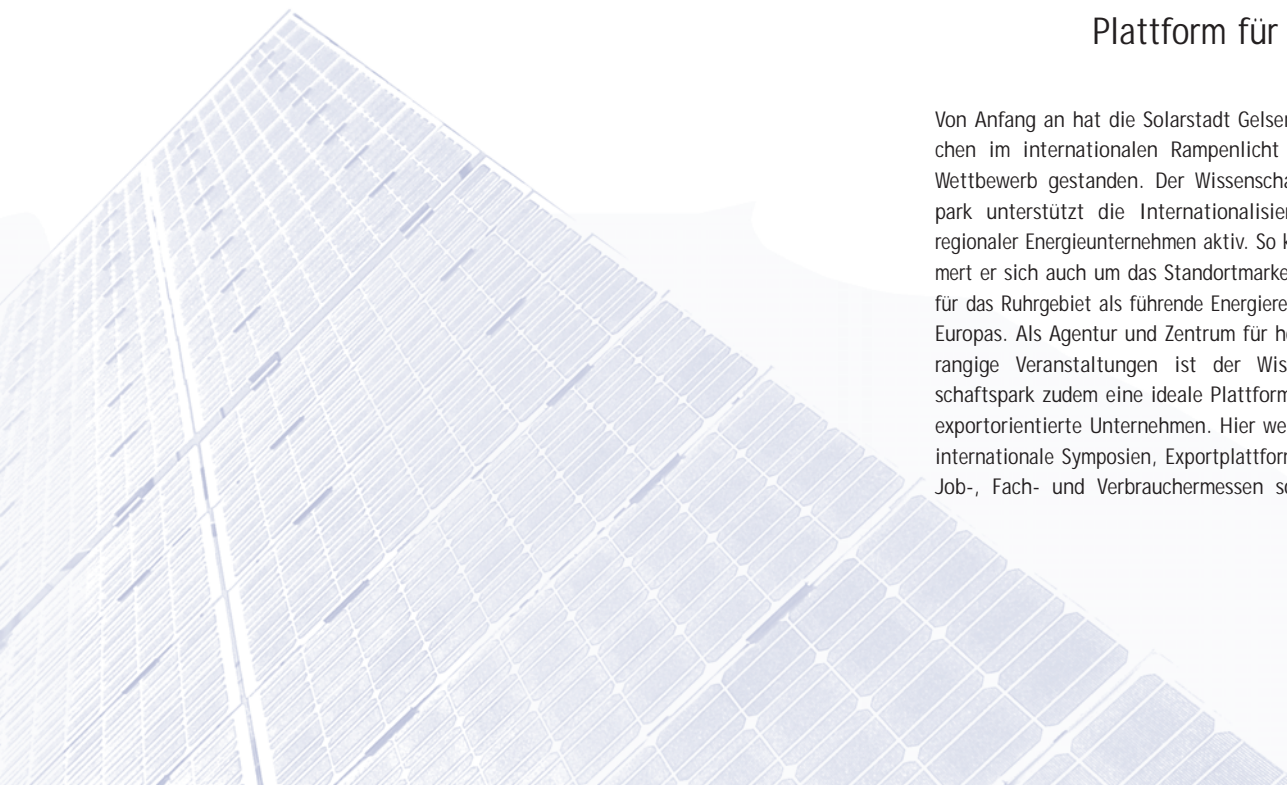 Plattform für
Von Anfang an hat die Solarstadt Gelsen
chen im internationalen Rampenlicht
Wettbewerb gestanden. Der Wissenscha
park unterstützt die Internationalisier
regionaler Energieunternehmen aktiv. So k
mert er sich auch um das Standortmarke
für das Ruhrgebiet als führende Energiere
Europas. Als Agentur und Zentrum für ho
rangige Veranstaltungen ist der Wis
schaftspark zudem eine ideale Plattform
exportorientierte Unternehmen. Hier we
internationale Symposien, Exportplattfor
Job-, Fach- und Verbrauchermessen so